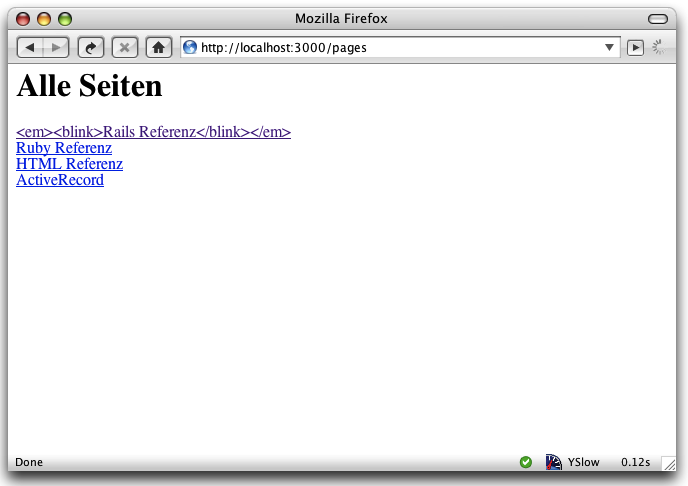 Mozilla Firefox
http://localhost:3000/pages
Alle Seiten
<em><blink>Rails Referenz</blink></em>
Ruby Referenz
HTML Referenz
ActiveRecord
Done YSlow 0.12s